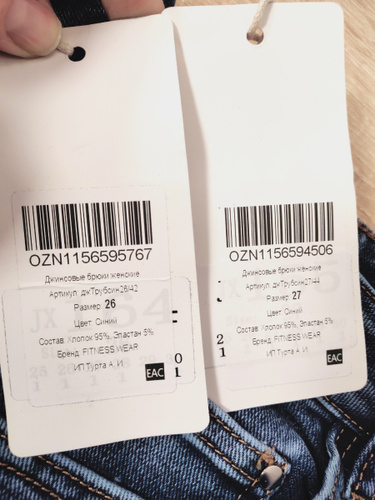 OZN1156595767
Джинсовые брюки женские
Артикул: джТрубсин26/42
Размер: 26
Цвет: Синий
Состав: Хлопок 95%, Эластан 5%
Бренд: FITNESS WEAR
ИП Турта А. И.
EAC
OZN1156594506
Джинсовые брюки женские
Артикул: джТрубсин27/44
Размер: 27
Цвет: Синий
Состав: Хлопок 95%, Эластан 5%
Бренд: FITNESS WEAR
ИП Турта А. И.
EAC